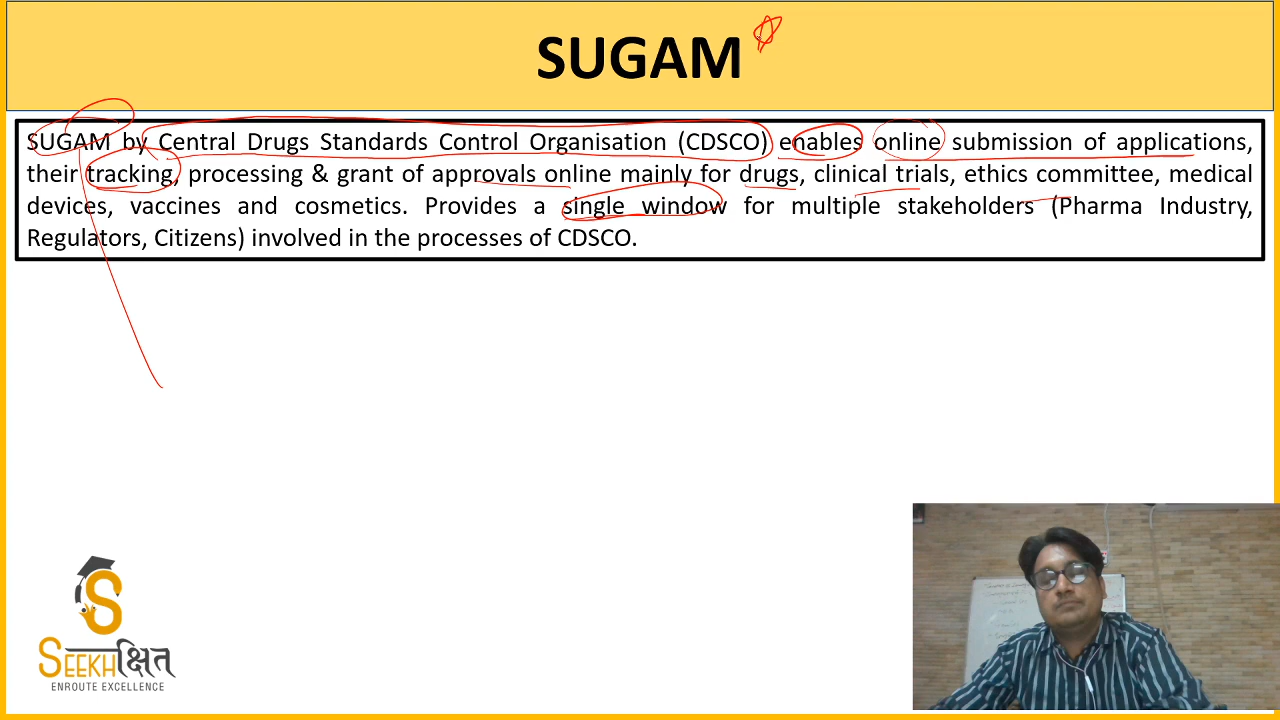 SUGAM
SUGAM by Central Drugs Standards Control Organisation (CDSCO) enables online submission of applications,
their tracking, processing & grant of approvals online mainly for drugs, clinical trials, ethics committee, medical
devices, vaccines and cosmetics. Provides a single window for multiple stakeholders (Pharma Industry,
Regulators, Citizens) involved in the processes of CDSCO.
S
SEEKHक्षित
ENROUTE EXCELLENCE